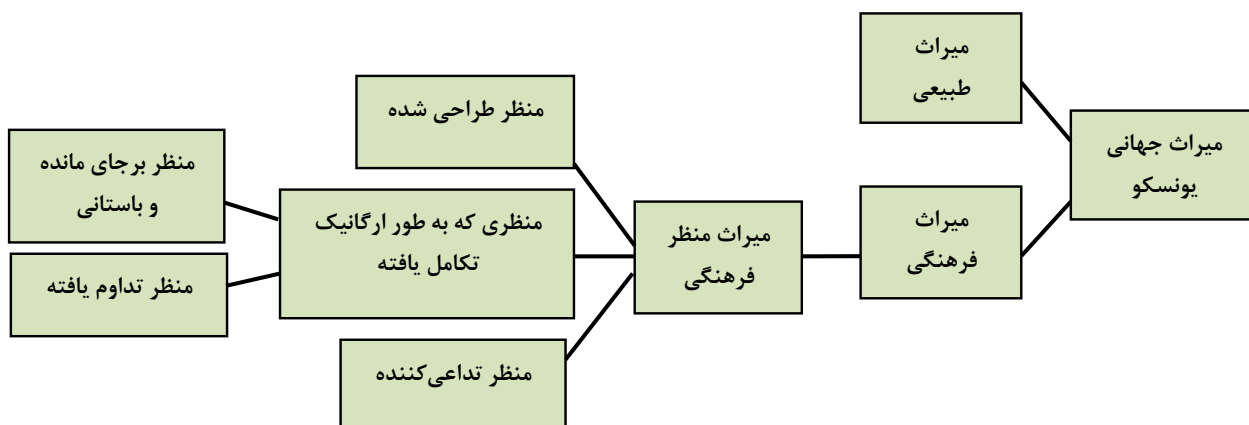 میراث جهانی
یونسکو
میراث
طبیعی
میراث
فرهنگی
میراث منظر
فرهنگی
منظر طراحی شده
منظری که به طور ارگانیک
تکامل یافته
منظر تداعی‌کننده
منظر برجای مانده
و باستانی
منظر تداوم یافته